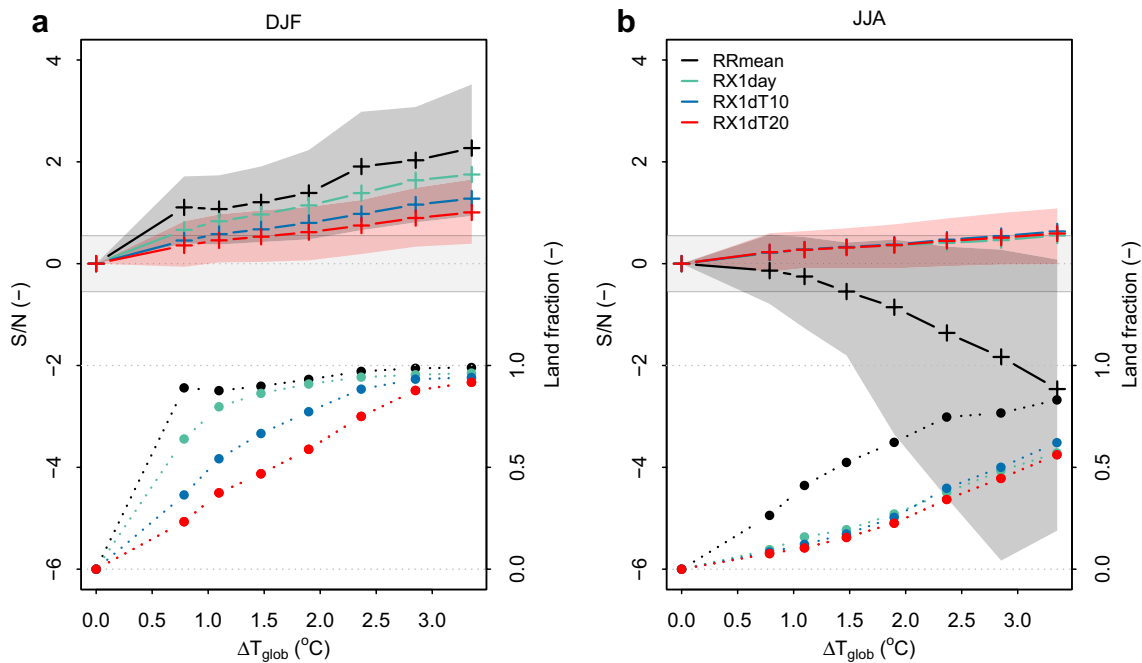 a
DJF
4
2
0
−2
−4
−6
S/N (−)
1.0
0.5
0.0
Land fraction (−)
0.0 0.5 1.0 1.5 2.0 2.5 3.0
ΔTglob (°C)
b
JJA
RRmean
RX1day
RX1dT10
RX1dT20
4
2
0
−2
−4
−6
S/N (−)
1.0
0.5
0.0
Land fraction (−)
0.0 0.5 1.0 1.5 2.0 2.5 3.0
ΔTglob (°C)